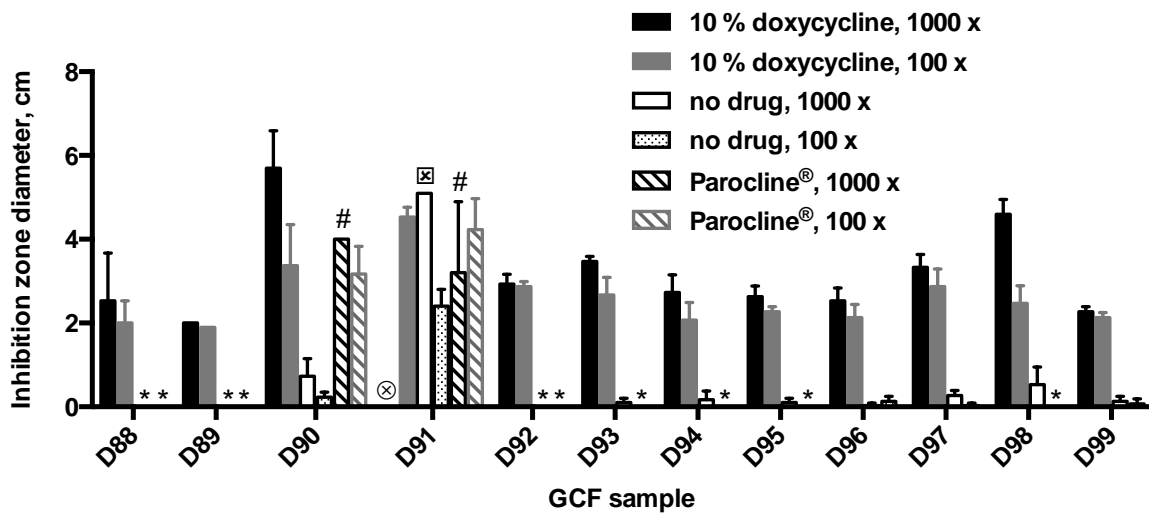 10 % doxycycline, 1000 x
10 % doxycycline, 100 x
no drug, 1000 x
no drug, 100 x
Parocline®, 1000 x
Parocline®, 100 x
Inhibition zone diameter, cm
8
6
4
2
0
# #
* * * * * * * * * * *
D88 D89 D90 D91 D92 D93 D94 D95 D96 D97 D98 D99
GCF sample